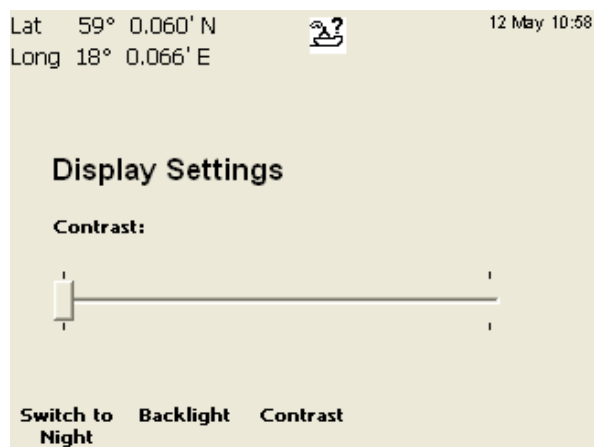 Lat 59° 0.060' N
Long 18° 0.066' E
?
12 May 10:58
Display Settings
Contrast:
Switch to Night
Backlight
Contrast